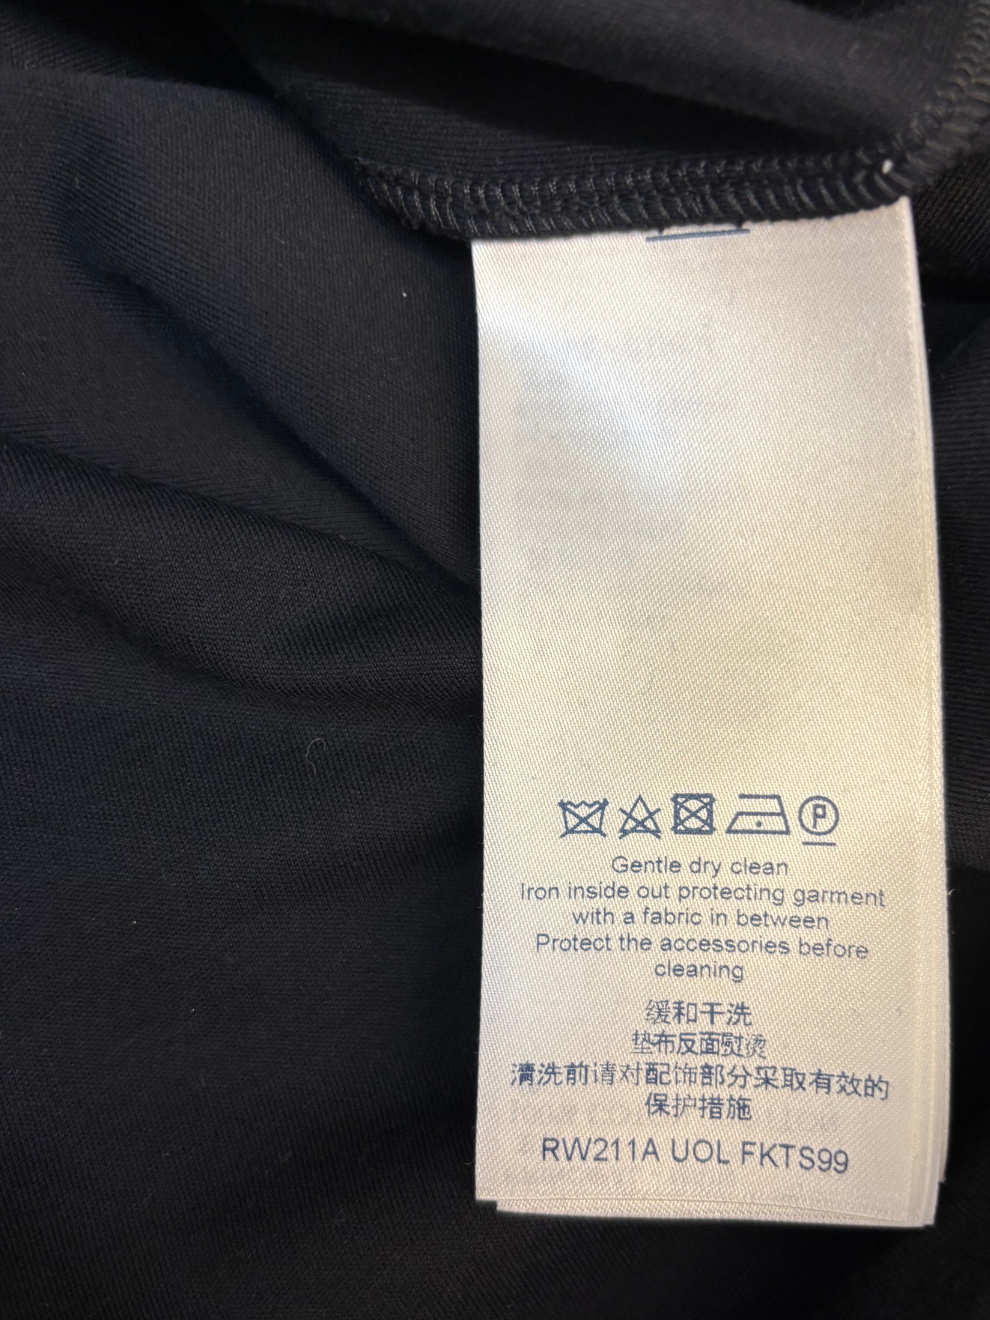 P
Gentle dry clean
Iron inside out protecting garment
with a fabric in between
Protect the accessories before
cleaning
缓和干洗
垫布反面熨烫
清洗前请对配饰部分采取有效的
保护措施
RW211A UOL FKTS99